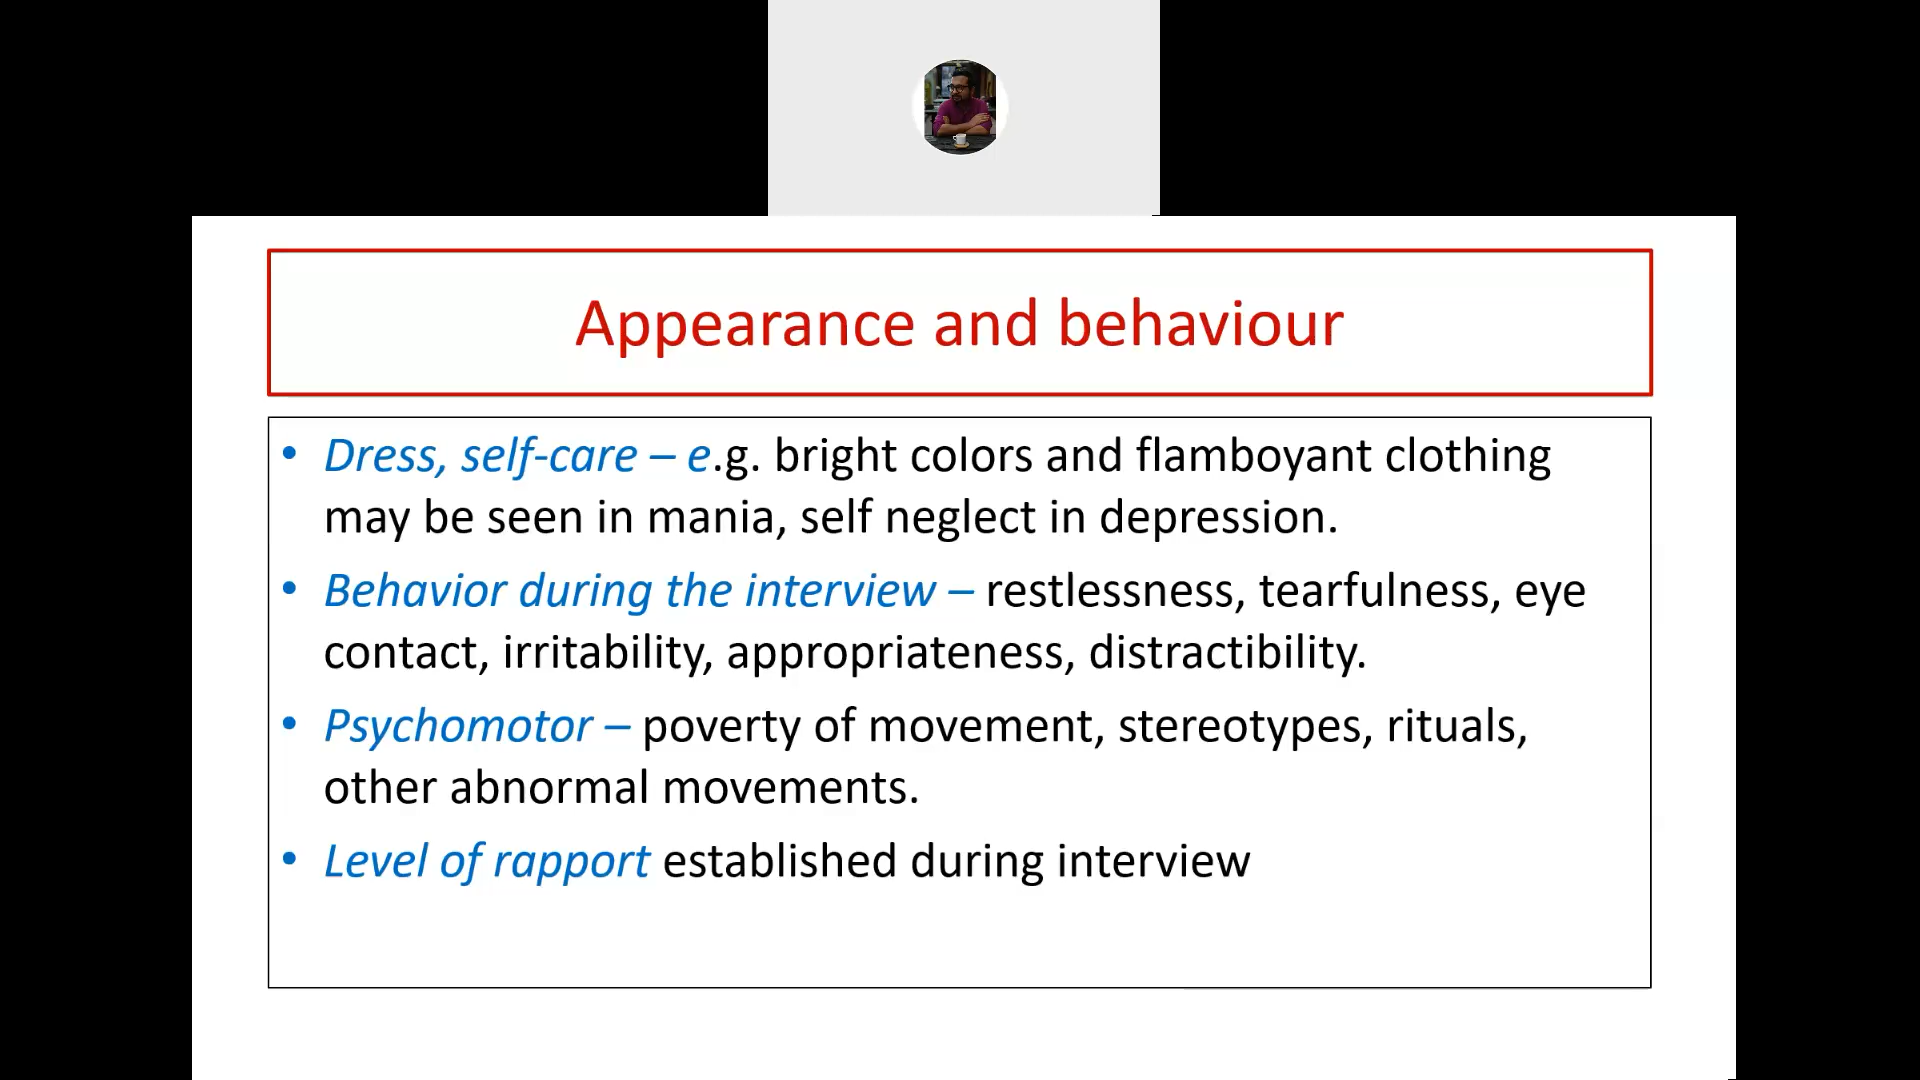 Appearance and behaviour
• Dress, self-care – e.g. bright colors and flamboyant clothing
may be seen in mania, self neglect in depression.
• Behavior during the interview – restlessness, tearfulness, eye
contact, irritability, appropriateness, distractibility.
• Psychomotor – poverty of movement, stereotypes, rituals,
other abnormal movements.
• Level of rapport established during interview